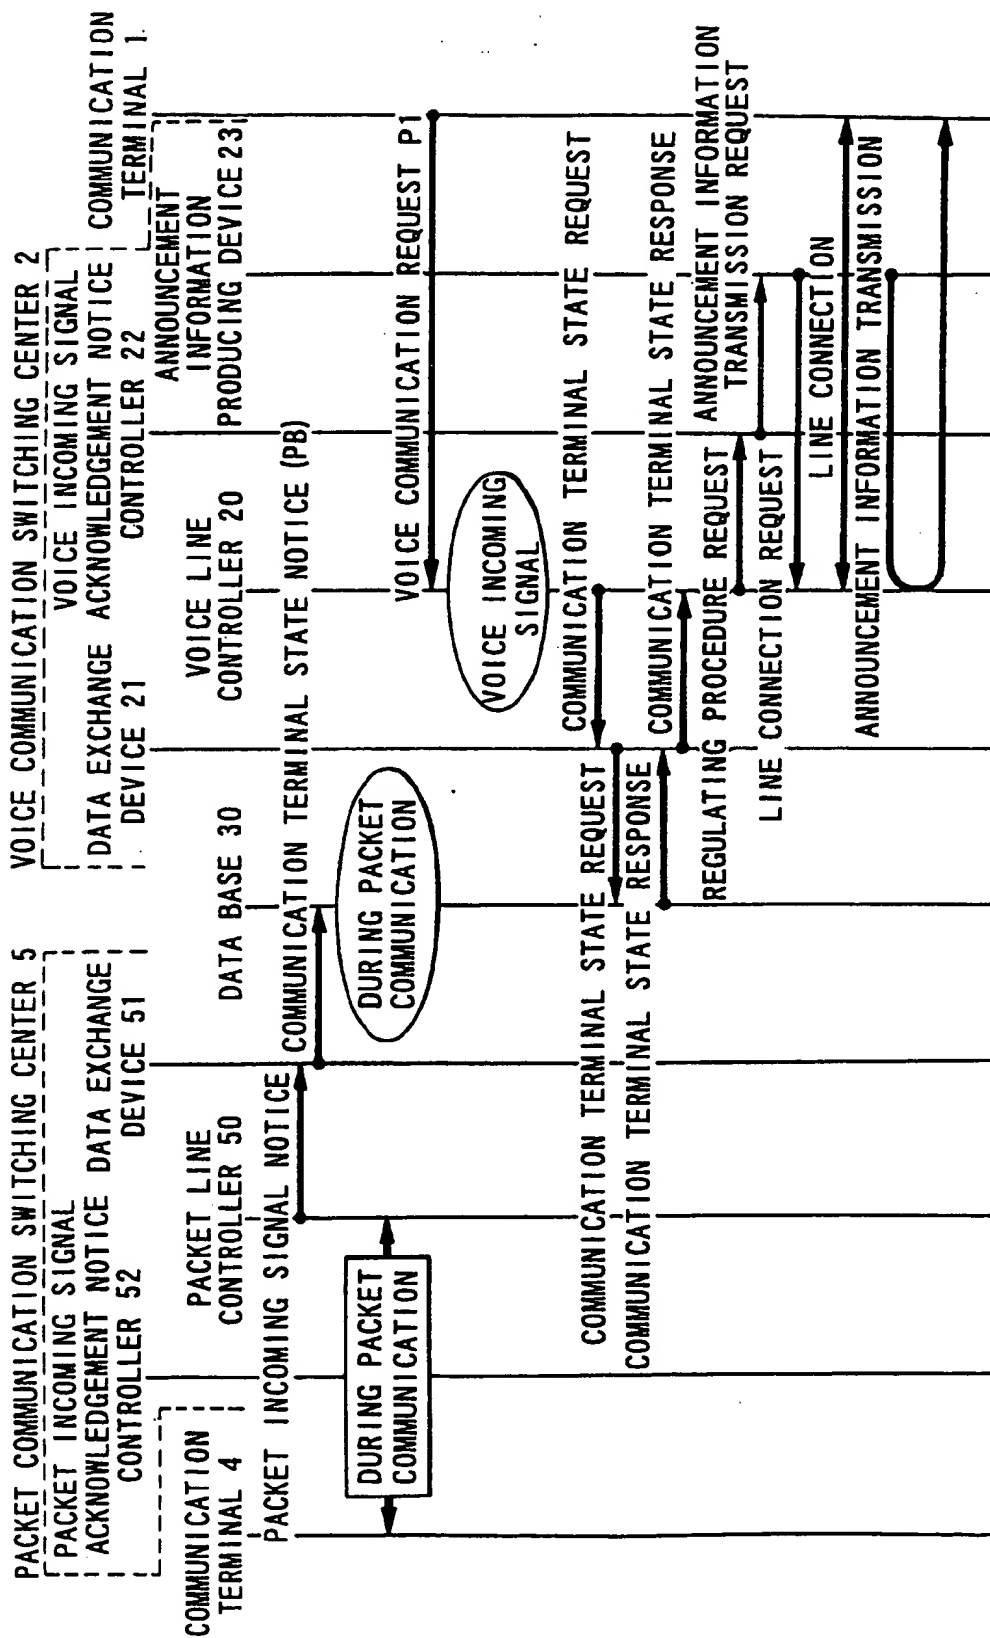 PACKET COMMUNICATION SWITCHING CENTER 5
PACKET INCOMING SIGNAL
ACKNOWLEDGEMENT NOTICE
CONTROLLER 52
DATA EXCHANGE
DEVICE 51
PACKET LINE
CONTROLLER 50
COMMUNICATION
TERMINAL 4
DATA BASE 30
VOICE COMMUNICATION SWITCHING CENTER 2
VOICE INCOMING SIGNAL
ACKNOWLEDGEMENT NOTICE
CONTROLLER 22
DATA EXCHANGE
DEVICE 21
VOICE LINE
CONTROLLER 20
ANNOUNCEMENT
INFORMATION
PRODUCING DEVICE 23
COMMUNICATION
TERMINAL 1
PACKET INCOMING SIGNAL NOTICE
COMMUNICATION TERMINAL STATE NOTICE (PB)
DURING PACKET
COMMUNICATION
DURING PACKET
COMMUNICATION
VOICE COMMUNICATION REQUEST P1
VOICE INCOMING
SIGNAL
COMMUNICATION TERMINAL STATE REQUEST
COMMUNICATION TERMINAL STATE REQUEST
COMMUNICATION TERMINAL STATE RESPONSE
COMMUNICATION TERMINAL STATE RESPONSE
REGULATING PROCEDURE REQUEST
ANNOUNCEMENT INFORMATION
TRANSMISSION REQUEST
LINE CONNECTION REQUEST
LINE CONNECTION
ANNOUNCEMENT INFORMATION TRANSMISSION